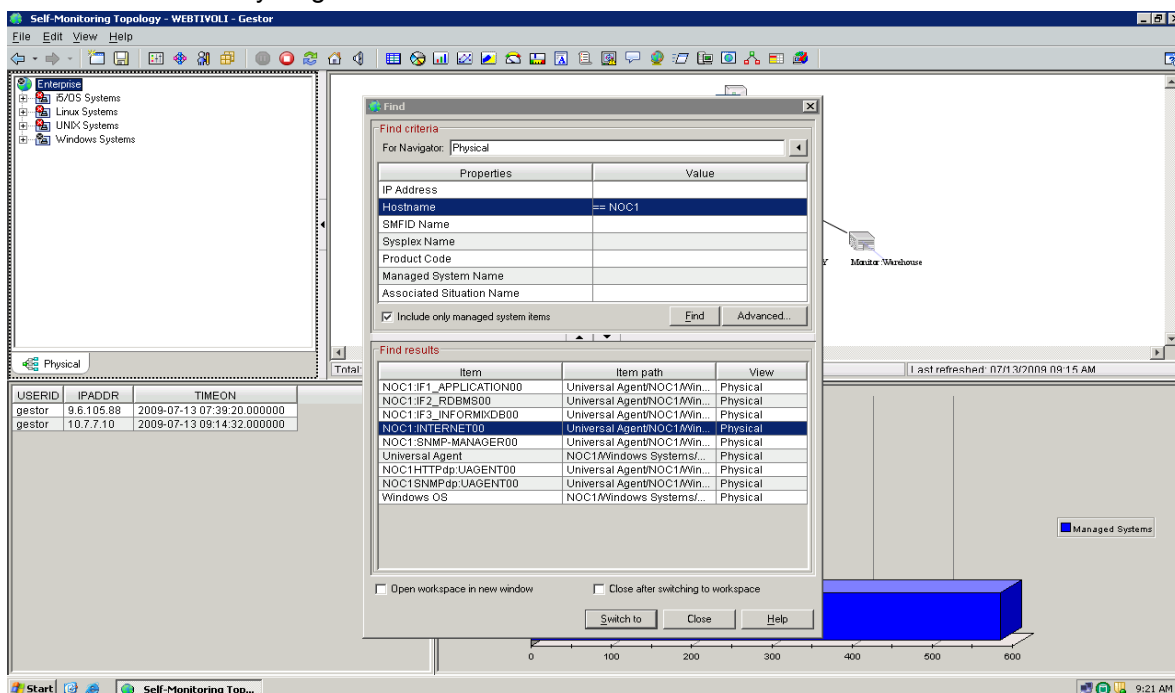 Self-Monitoring Topology - WEBTIVOLI - Gestor
File Edit View Help
Enterprise
i5/OS Systems
Linux Systems
UNIX Systems
Windows Systems
Physical
Find
Find criteria
For Navigator: Physical
Properties Value
IP Address
Hostname == NOC1
SMFID Name
Sysplex Name
Product Code
Managed System Name
Associated Situation Name
Include only managed system items Find Advanced...
Find results
Item Item path View
NOC1:IF1_APPLICATION00 Universal Agent/NOC1/Win... Physical
NOC1:IF2_RDBMS00 Universal Agent/NOC1/Win... Physical
NOC1:IF3_INFORMIXDB00 Universal Agent/NOC1/Win... Physical
NOC1:INTERNET00 Universal Agent/NOC1/Win... Physical
NOC1:SNMP-MANAGER00 Universal Agent/NOC1/Win... Physical
Universal Agent NOC1/Windows Systems/... Physical
NOC1HTTPdp:UAGENT00 Universal Agent/NOC1/Win... Physical
NOC1SNMPdp:UAGENT00 Universal Agent/NOC1/Win... Physical
Windows OS NOC1/Windows Systems/... Physical
Open workspace in new window Close after switching to workspace
Switch to Close Help
Y Monitor:Warehouse
Total: Last refreshed: 07/13/2009 09:15 AM
USERID IPADDR TIMEON
gestor 9.6.105.88 2009-07-13 07:39:20.000000
gestor 10.7.7.10 2009-07-13 09:14:32.000000
Managed Systems
0 100 200 300 400 500 600
Start Self-Monitoring Top... 9:21 AM